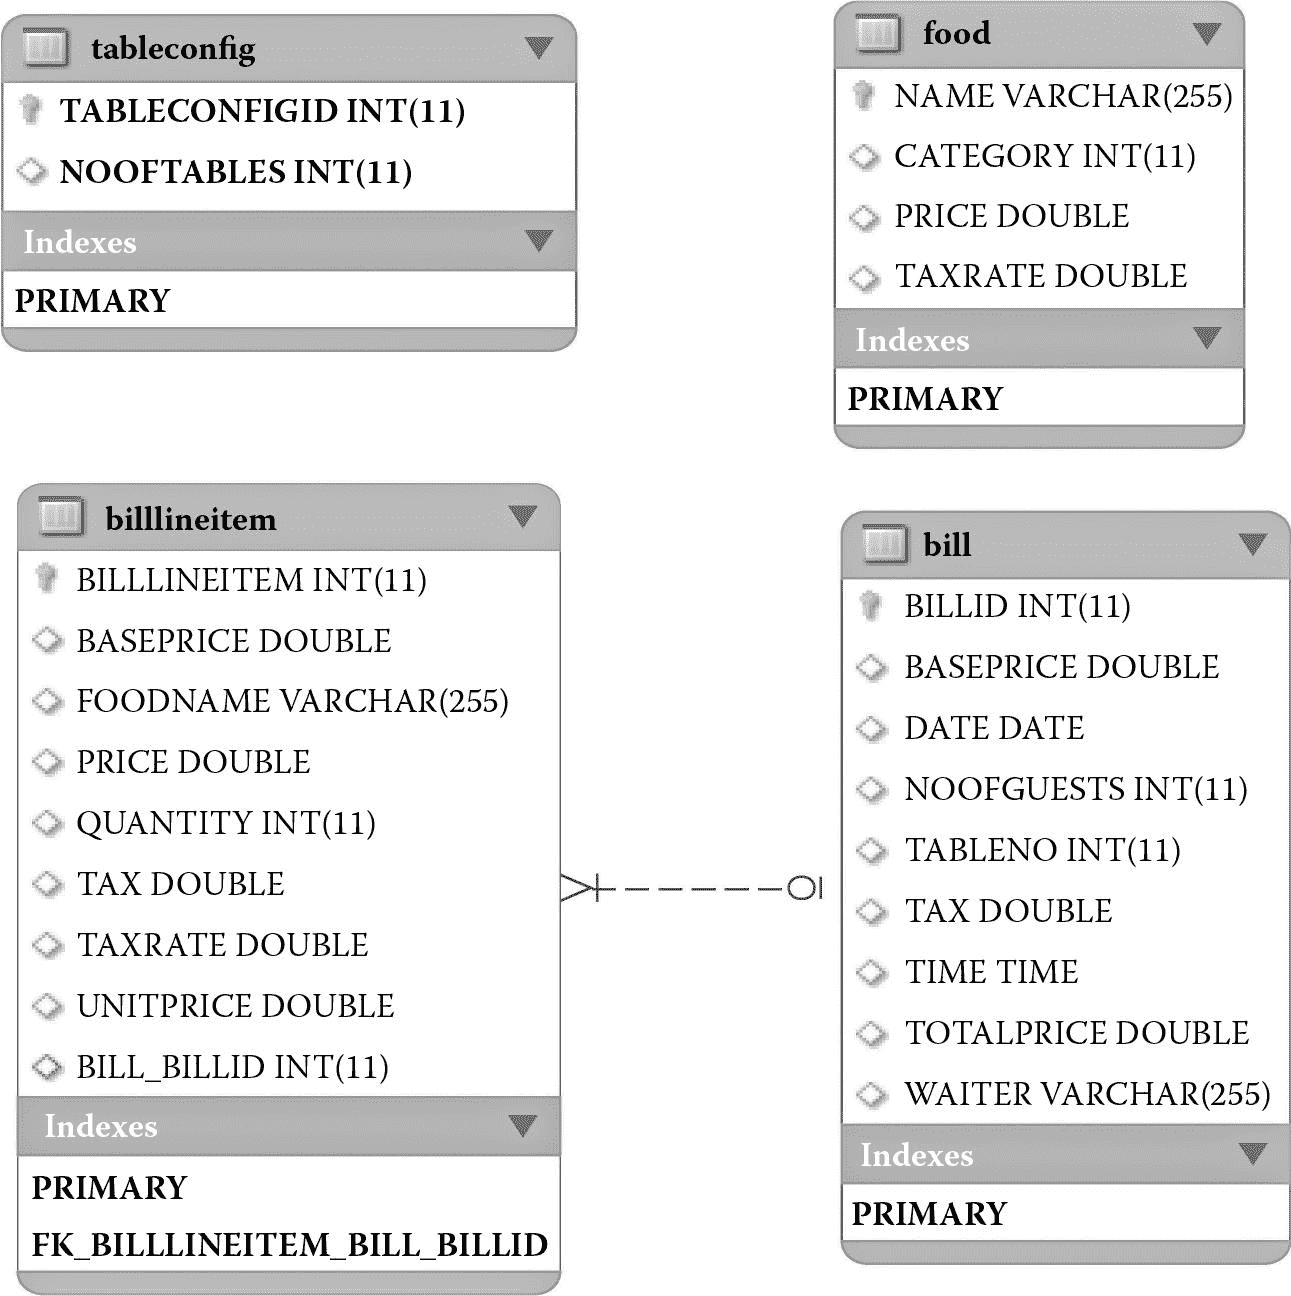 tableconfig
TABLECONFIGID INT(11)
NOOFTABLES INT(11)
Indexes
PRIMARY
food
NAME VARCHAR(255)
CATEGORY INT(11)
PRICE DOUBLE
TAXRATE DOUBLE
Indexes
PRIMARY
billlineitem
BILLLINEITEM INT(11)
BASEPRICE DOUBLE
FOODNAME VARCHAR(255)
PRICE DOUBLE
QUANTITY INT(11)
TAX DOUBLE
TAXRATE DOUBLE
UNITPRICE DOUBLE
BILL_BILLID INT(11)
Indexes
PRIMARY
FK_BILLLINEITEM_BILL_BILLID
bill
BILLID INT(11)
BASEPRICE DOUBLE
DATE DATE
NOOFGUESTS INT(11)
TABLENO INT(11)
TAX DOUBLE
TIME TIME
TOTALPRICE DOUBLE
WAITER VARCHAR(255)
Indexes
PRIMARY